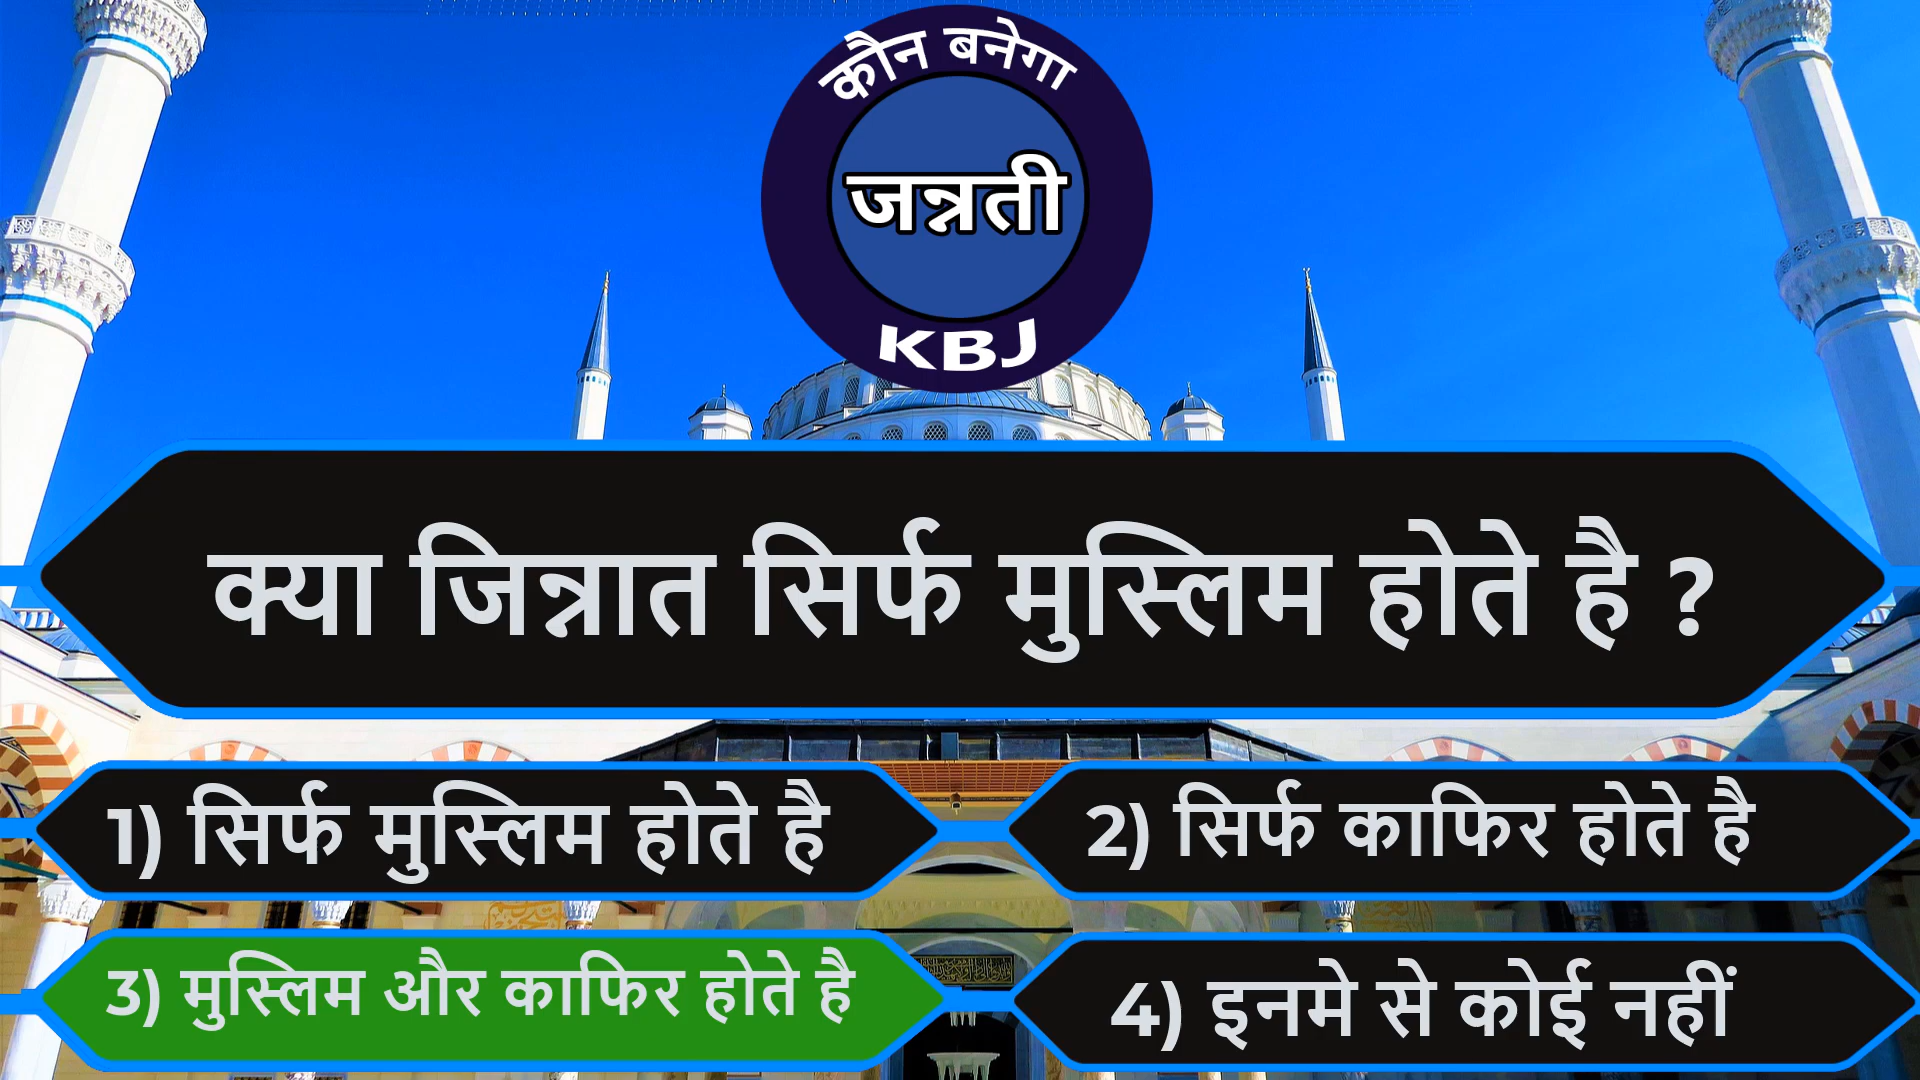 कौन बनेगा
जन्नती
KBJ
क्या जिन्नात सिर्फ मुस्लिम होते है ?
1) सिर्फ मुस्लिम होते है
2) सिर्फ काफिर होते है
3) मुस्लिम और काफिर होते है
4) इनमे से कोई नहीं